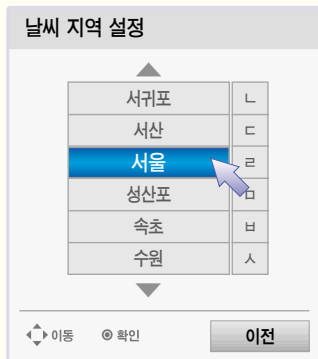 날씨 지역 설정
서귀포 ㄴ
서산 ㄷ
서울 ㄹ
성산포 ㅁ
속초 ㅂ
수원 ㅅ
이동 확인 이전